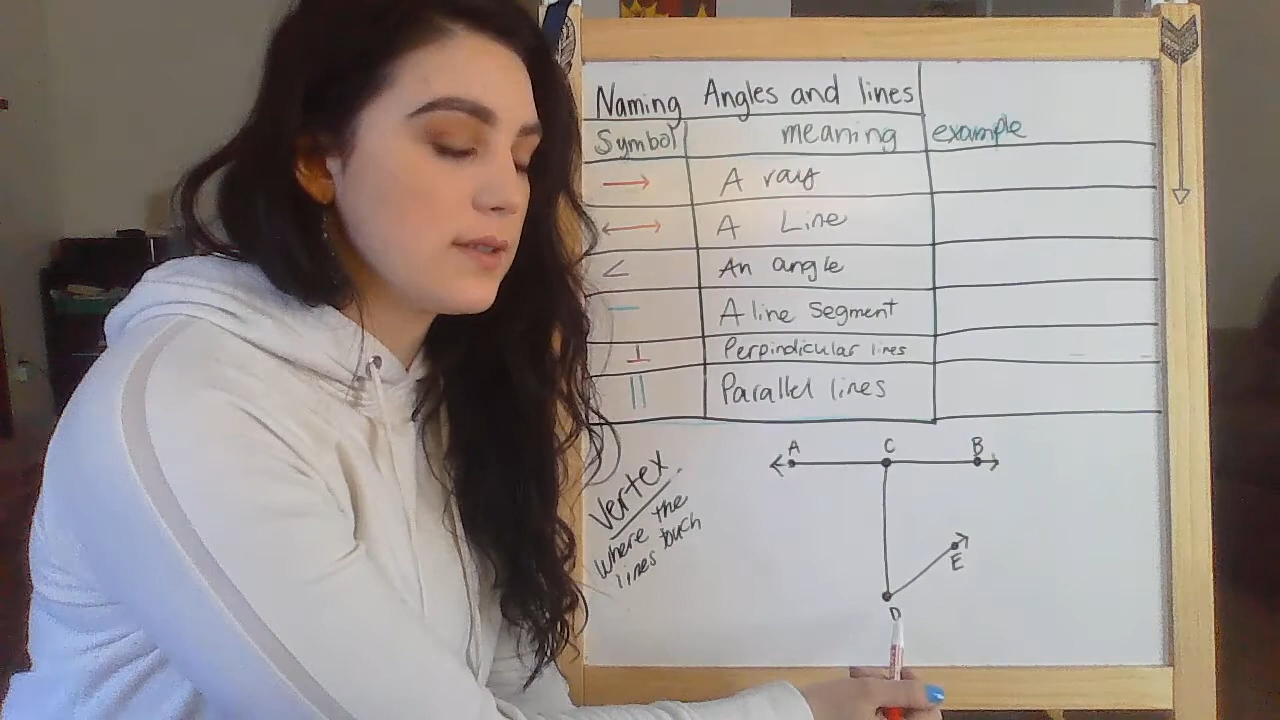 Naming Angles and lines
Symbol meaning example
A ray
A Line
An angle
A line Segment
Perpindicular lines
Parallel lines
Vertex
where the
lines touch
A C B
E
D